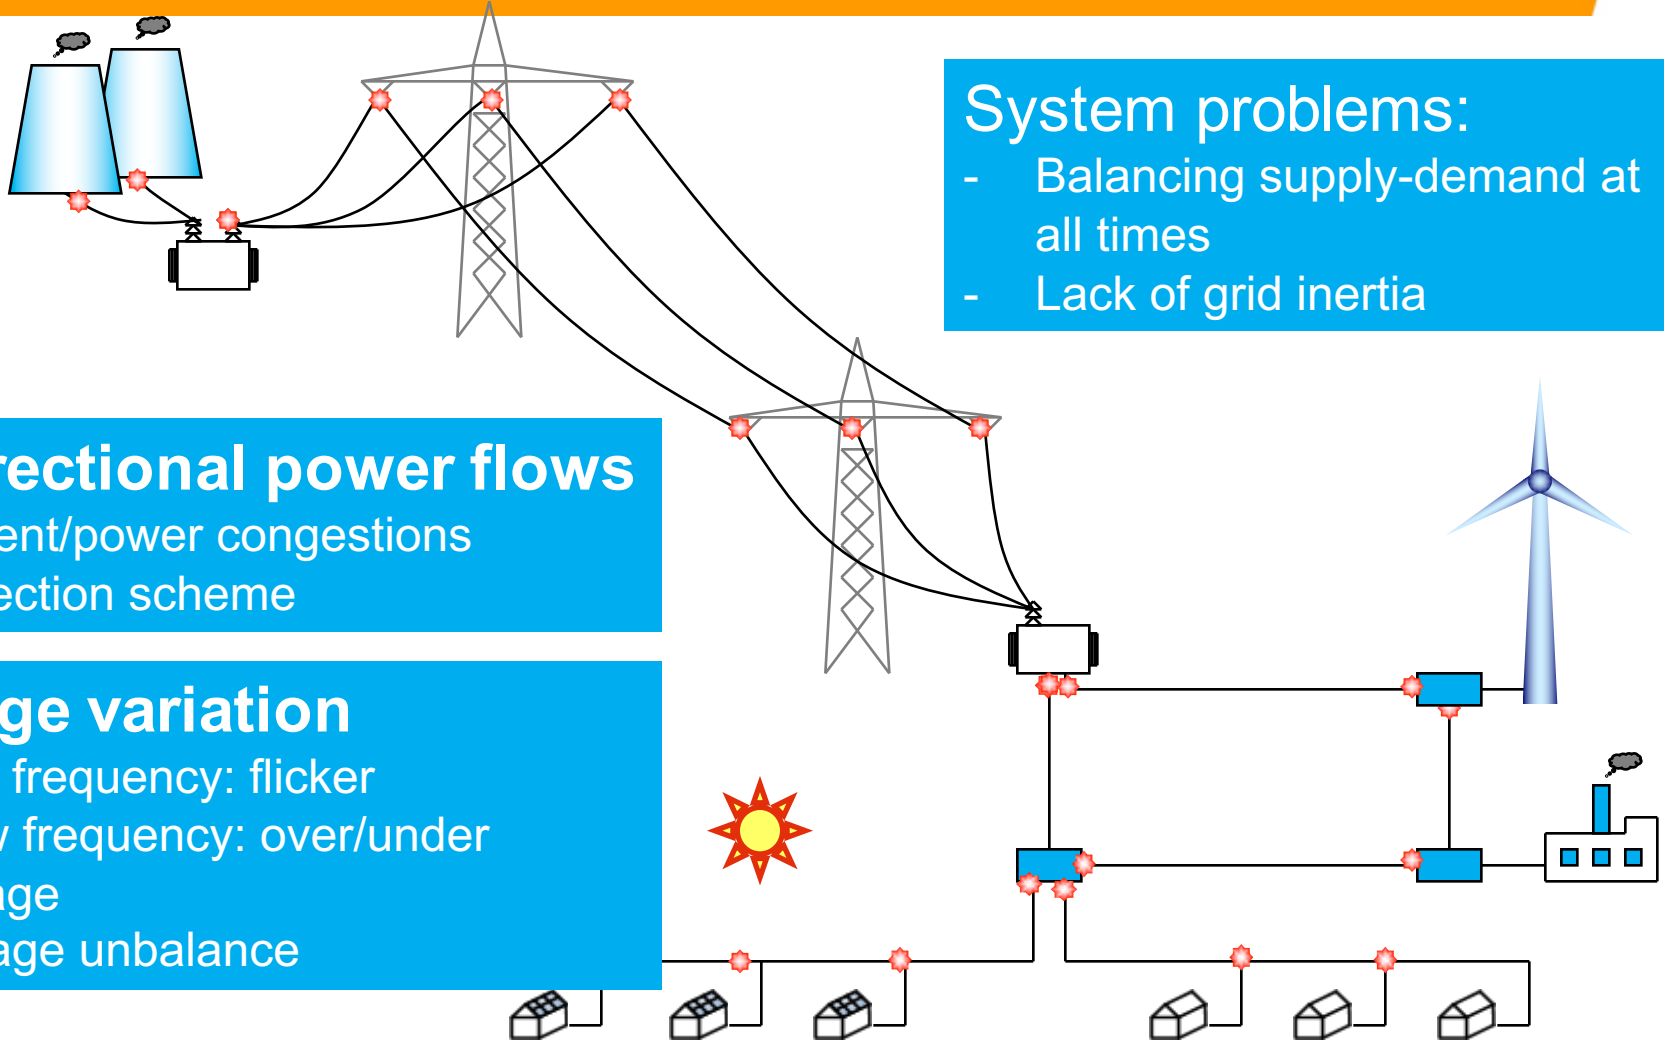 System problems:
- Balancing supply-demand at
all times
- Lack of grid inertia
rectional power flows
ent/power congestions
ection scheme
ge variation
frequency: flicker
w frequency: over/under
age
age unbalance